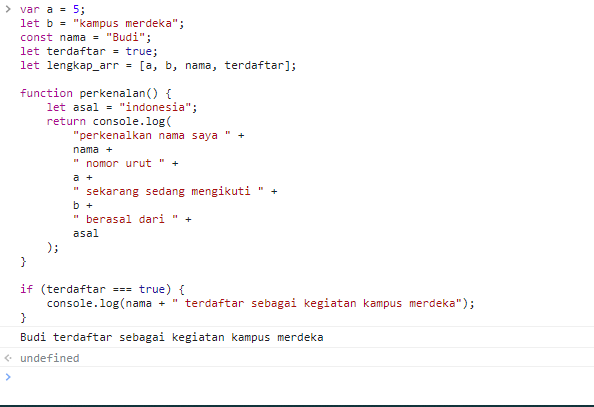 > var a = 5;
let b = "kampus merdeka";
const nama = "Budi";
let terdaftar = true;
let lengkap_arr = [a, b, nama, terdaftar];

function perkenalan() {
    let asal = "indonesia";
    return console.log(
        "perkenalkan nama saya " +
        nama +
        " nomor urut " +
        a +
        " sekarang sedang mengikuti " +
        b +
        " berasal dari " +
        asal
    );
}

if (terdaftar === true) {
    console.log(nama + " terdaftar sebagai kegiatan kampus merdeka");
}
Budi terdaftar sebagai kegiatan kampus merdeka
undefined
>